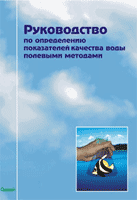 Руководство
по определению
показателей качества воды
полевыми методами